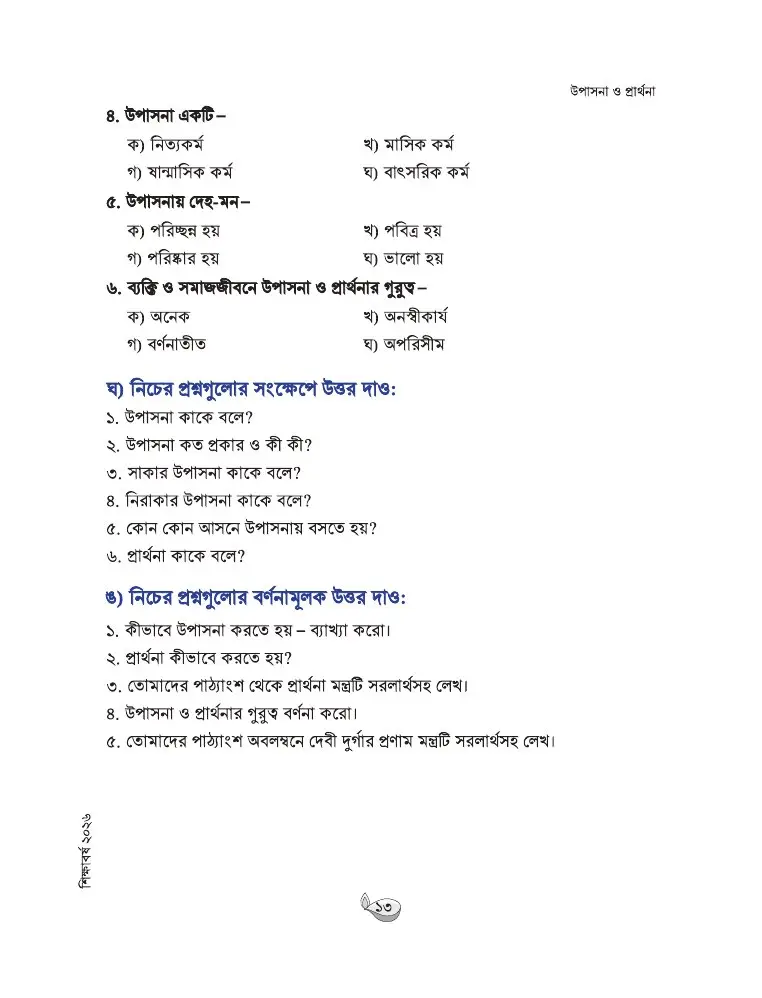 উপাসনা ও প্রার্থনা
৪. উপাসনা একটি –
ক) নিত্যকর্ম খ) মাসিক কর্ম
গ) ষান্মাসিক কর্ম ঘ) বাৎসরিক কর্ম
৫. উপাসনায় দেহ-মন –
ক) পরিচ্ছন্ন হয় খ) পবিত্র হয়
গ) পরিষ্কার হয় ঘ) ভালো হয়
৬. ব্যক্তি ও সমাজজীবনে উপাসনা ও প্রার্থনার গুরুত্ব –
ক) অনেক খ) অনস্বীকার্য
গ) বর্ণনাতীত ঘ) অপরিসীম
ঘ) নিচের প্রশ্নগুলোর সংক্ষেপে উত্তর দাও:
১. উপাসনা কাকে বলে?
২. উপাসনা কত প্রকার ও কী কী?
৩. সাকার উপাসনা কাকে বলে?
৪. নিরাকার উপাসনা কাকে বলে?
৫. কোন কোন আসনে উপাসনায় বসতে হয়?
৬. প্রার্থনা কাকে বলে?
ঙ) নিচের প্রশ্নগুলোর বর্ণনামূলক উত্তর দাও:
১. কীভাবে উপাসনা করতে হয় – ব্যাখ্যা করো।
২. প্রার্থনা কীভাবে করতে হয়?
৩. তোমাদের পাঠ্যাংশ থেকে প্রার্থনা মন্ত্রটি সরলার্থসহ লেখ।
৪. উপাসনা ও প্রার্থনার গুরুত্ব বর্ণনা করো।
৫. তোমাদের পাঠ্যাংশ অবলম্বনে দেবী দুর্গার প্রণাম মন্ত্রটি সরলার্থসহ লেখ।
শিক্ষাবর্ষ ২০২৬
১৩